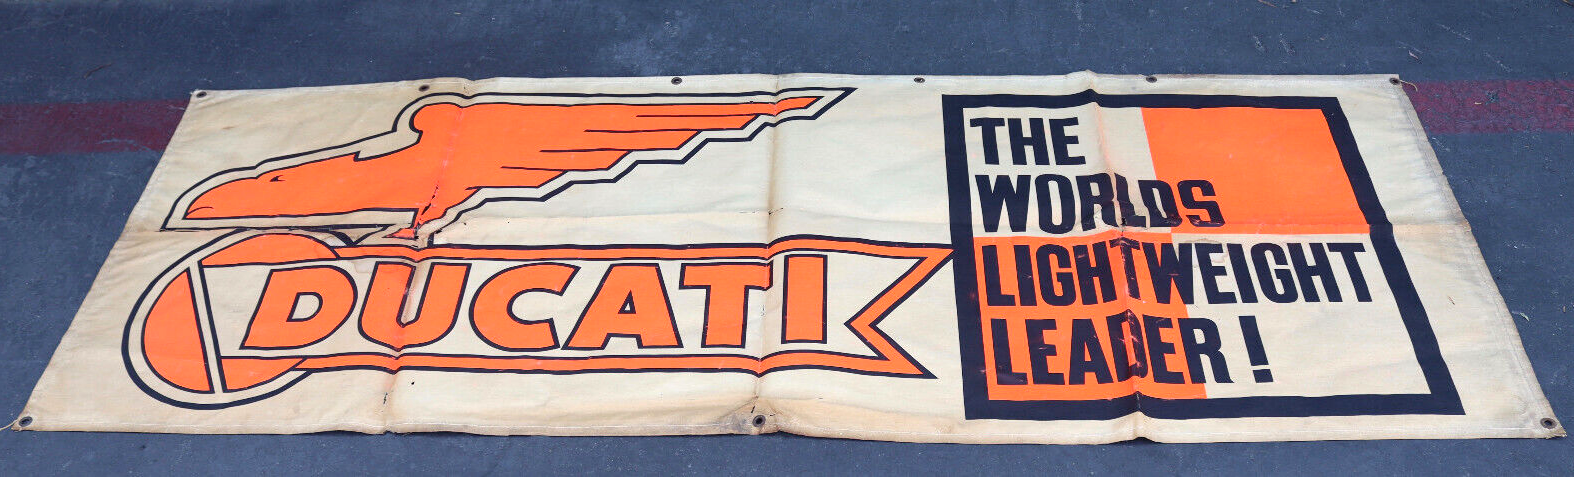 DUCATI
THE
WORLDS
LIGHTWEIGHT
LEADER!